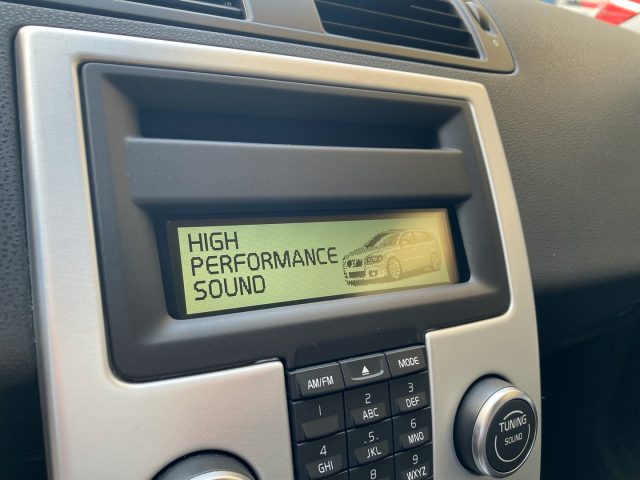 HIGH
PERFORMANCE
SOUND
AM/FM
MODE
1
2
ABC
3
DEF
4
GHI
5
JKL
6
MNO
9
WXYZ
TUNING
SOUND